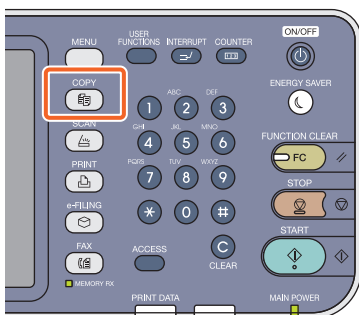 MENU
USER
FUNCTIONS
INTERRUPT
COUNTER
ON/OFF
COPY
ENERGY SAVER
SCAN
ABC
DEF
1
2
3
GHI
JKL
MNO
4
5
6
FUNCTION CLEAR
FC
PRINT
PQRS
TUV
WXYZ
7
8
9
STOP
e-FILING
*
0
#
START
FAX
ACCESS
C
CLEAR
MEMORY RX
PRINT DATA
MAIN POWER